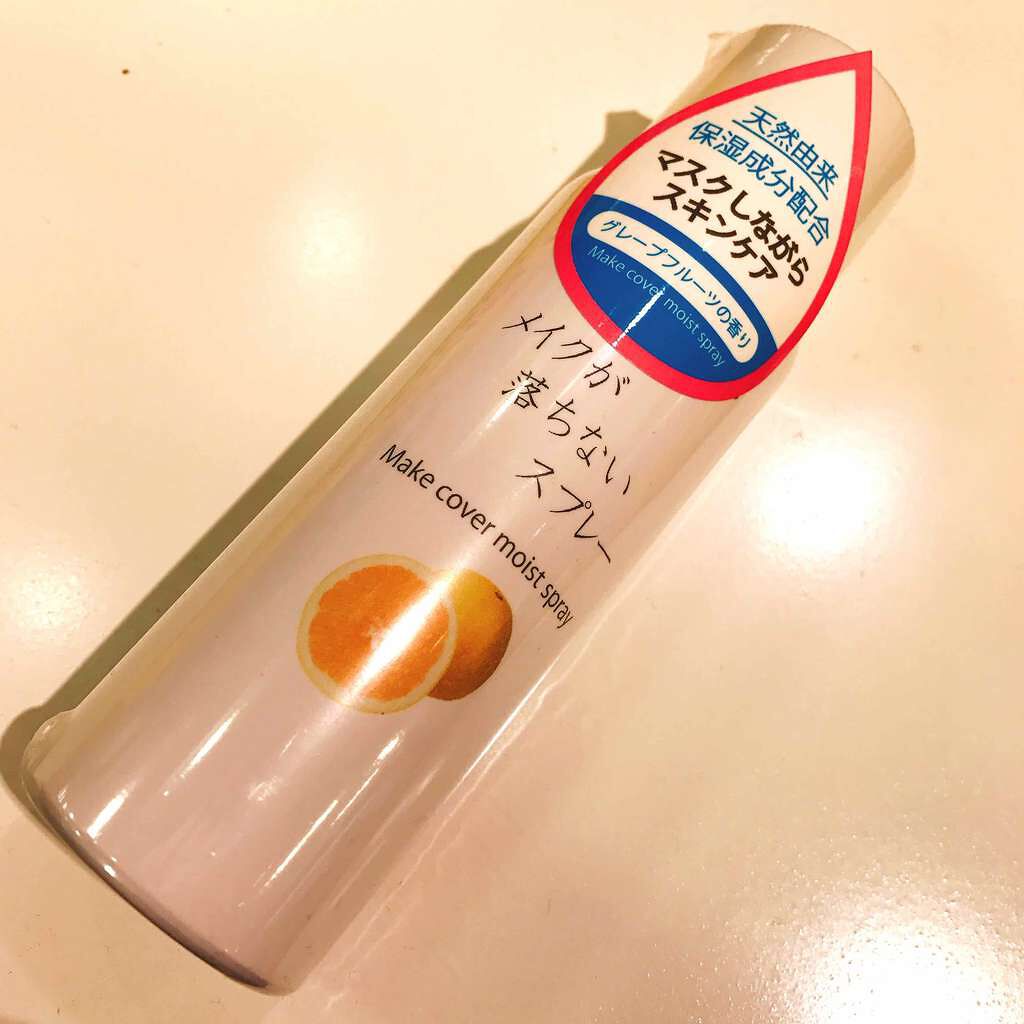 天然由来
保湿成分配合
マスクしながら
スキンケア
グレープフルーツの香り
Make cover moist spray
メイクが
落ちない
スプレー
Make cover moist spray